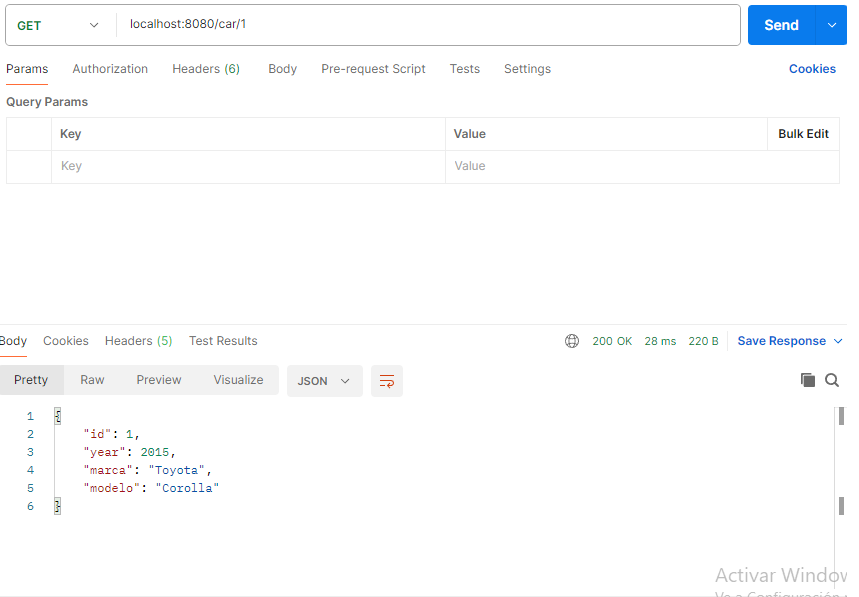 GET localhost:8080/car/1 Send
Params Authorization Headers (6) Body Pre-request Script Tests Settings Cookies
Query Params
Key Value Bulk Edit
Key Value
Body Cookies Headers (5) Test Results 200 OK 28 ms 220 B Save Response
Pretty Raw Preview Visualize JSON
1 {
2 "id": 1,
3 "year": 2015,
4 "marca": "Toyota",
5 "modelo": "Corolla"
6 }
Activar Window
Ve a Configuración